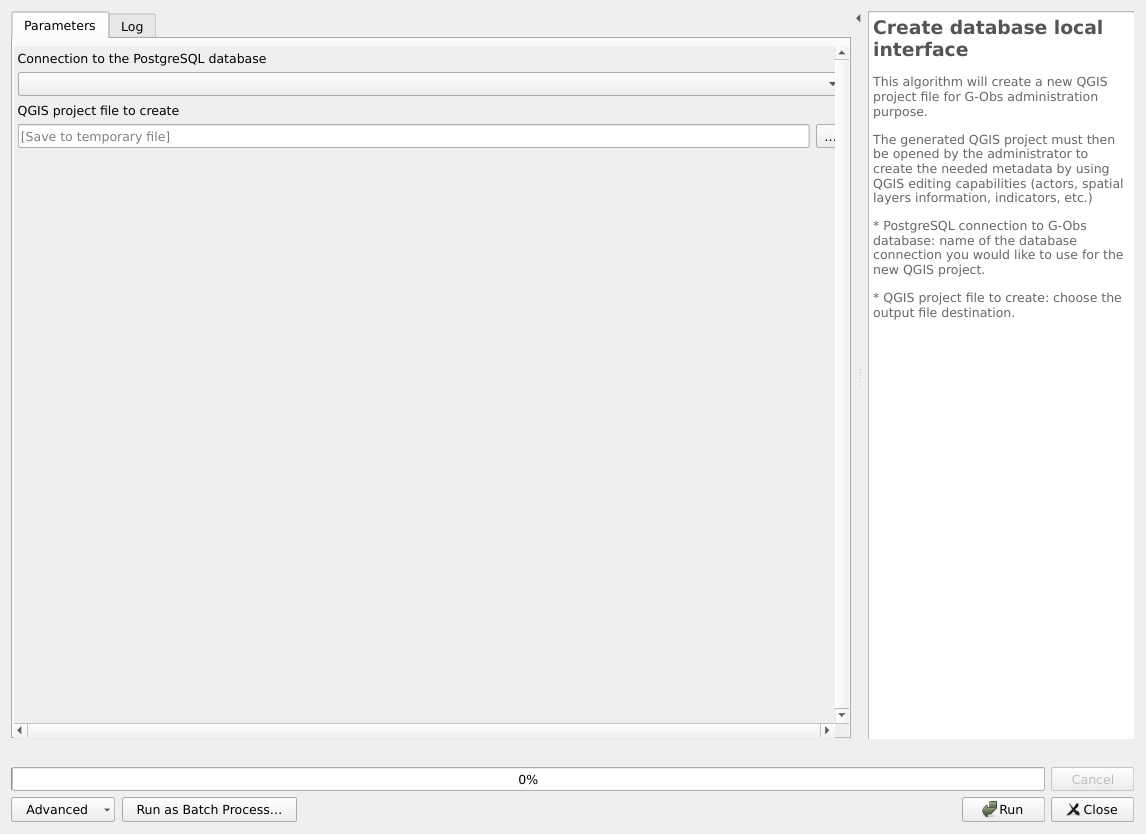 Parameters
Log
Connection to the PostgreSQL database
QGIS project file to create
[Save to temporary file]
...
Create database local
interface
This algorithm will create a new QGIS
project file for G-Obs administration
purpose.
The generated QGIS project must then
be opened by the administrator to
create the needed metadata by using
QGIS editing capabilities (actors, spatial
layers information, indicators, etc.)
* PostgreSQL connection to G-Obs
database: name of the database
connection you would like to use for the
new QGIS project.
* QGIS project file to create: choose the
output file destination.
0%
Cancel
Advanced
Run as Batch Process...
Run
Close